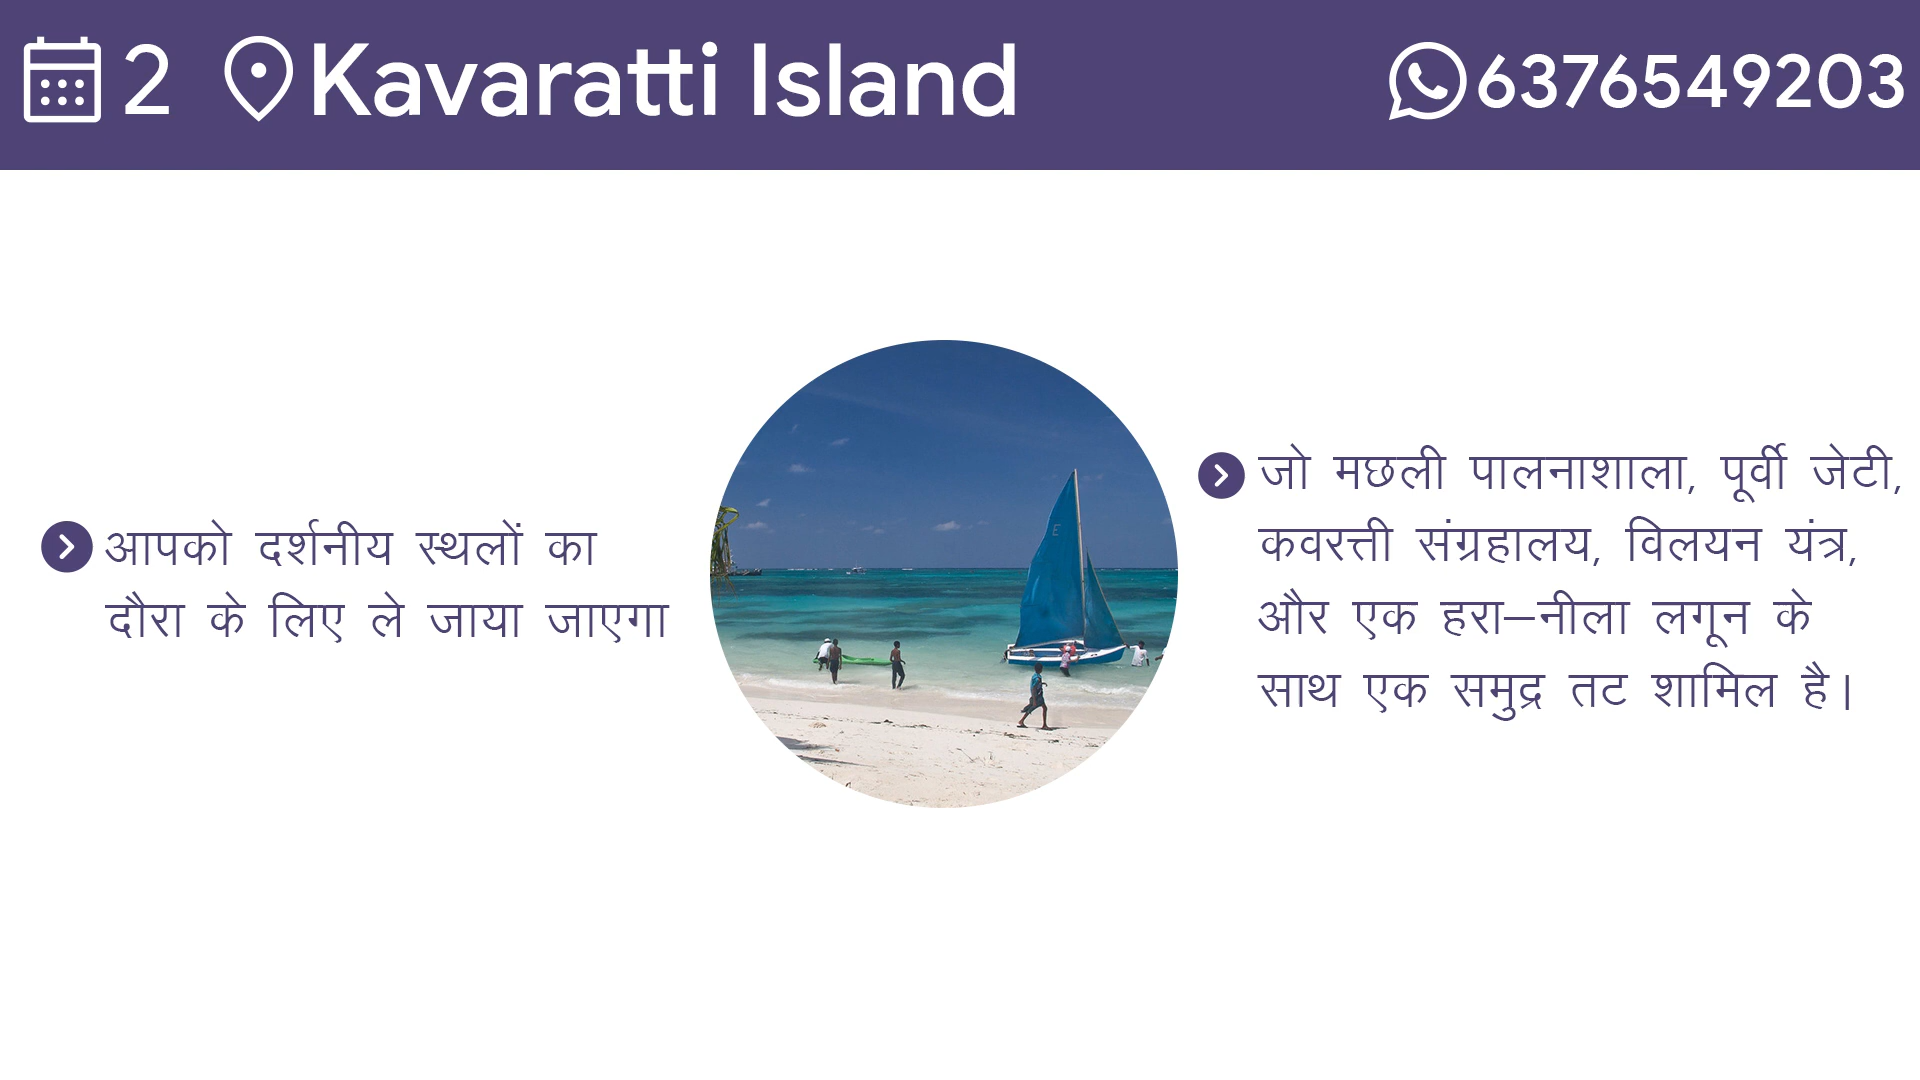 2 Kavaratti Island 6376549203
आपको दर्शनीय स्थलों का
दौरा के लिए ले जाया जाएगा
जो मछली पालनाशाला, पूर्वी जेटी,
कवरत्ती संग्रहालय, विलयन यंत्र,
और एक हरा–नीला लगून के
साथ एक समुद्र तट शामिल है।